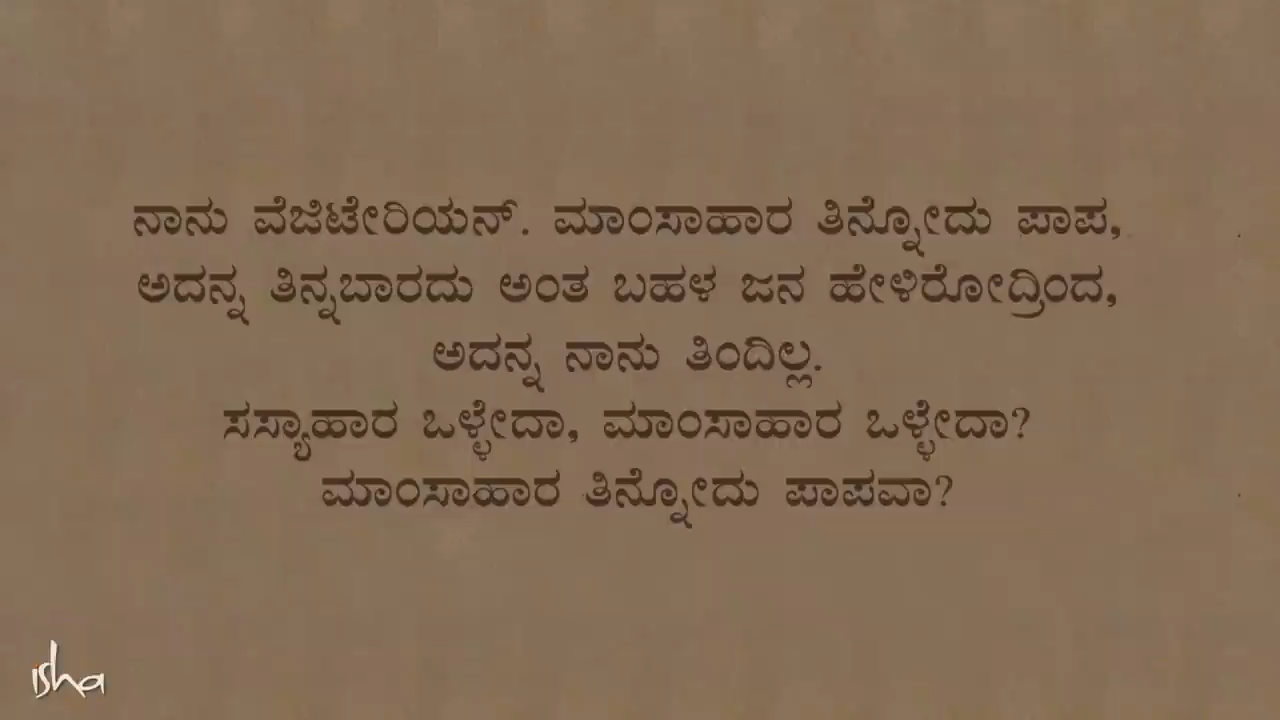 ನಾನು ವೆಜಿಟೇರಿಯನ್. ಮಾಂಸಾಹಾರ ತಿನ್ನೋದು ಪಾಪ,
ಅದನ್ನ ತಿನ್ನಬಾರದು ಅಂತ ಬಹಳ ಜನ ಹೇಳಿರೋದ್ರಿಂದ,
ಅದನ್ನ ನಾನು ತಿಂದಿಲ್ಲ.
ಸಸ್ಯಾಹಾರ ಒಳ್ಳೇದಾ, ಮಾಂಸಾಹಾರ ಒಳ್ಳೇದಾ?
ಮಾಂಸಾಹಾರ ತಿನ್ನೋದು ಪಾಪವಾ?
isha